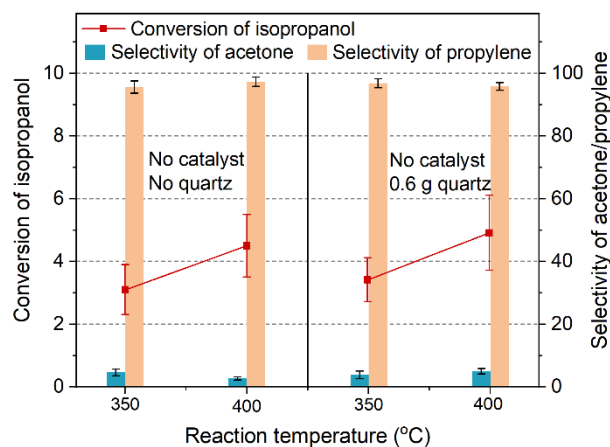 Conversion of isopropanol
Selectivity of acetone Selectivity of propylene
10
8
6
4
2
0
100
80
60
40
20
0
No catalyst
No quartz
No catalyst
0.6 g quartz
350
400
350
400
Reaction temperature (°C)
Conversion of isopropanol
Selectivity of acetone/propylene